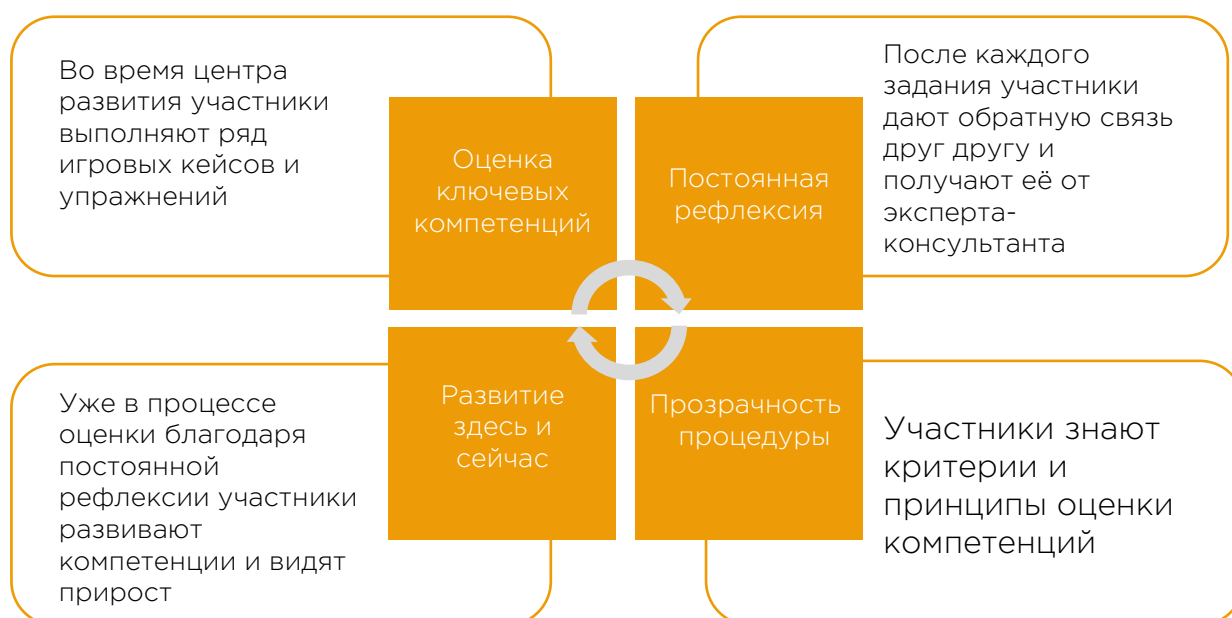 Во время центра
развития участники
выполняют ряд
игровых кейсов и
упражнений
Оценка
ключевых
компетенций
Постоянная
рефлексия
После каждого
задания участники
дают обратную связь
друг другу и
получают её от
эксперта-
консультанта
Уже в процессе
оценки благодаря
постоянной
рефлексии участники
развивают
компетенции и видят
прирост
Развитие
здесь и
сейчас
Прозрачность
процедуры
Участники знают
критерии и
принципы оценки
компетенций